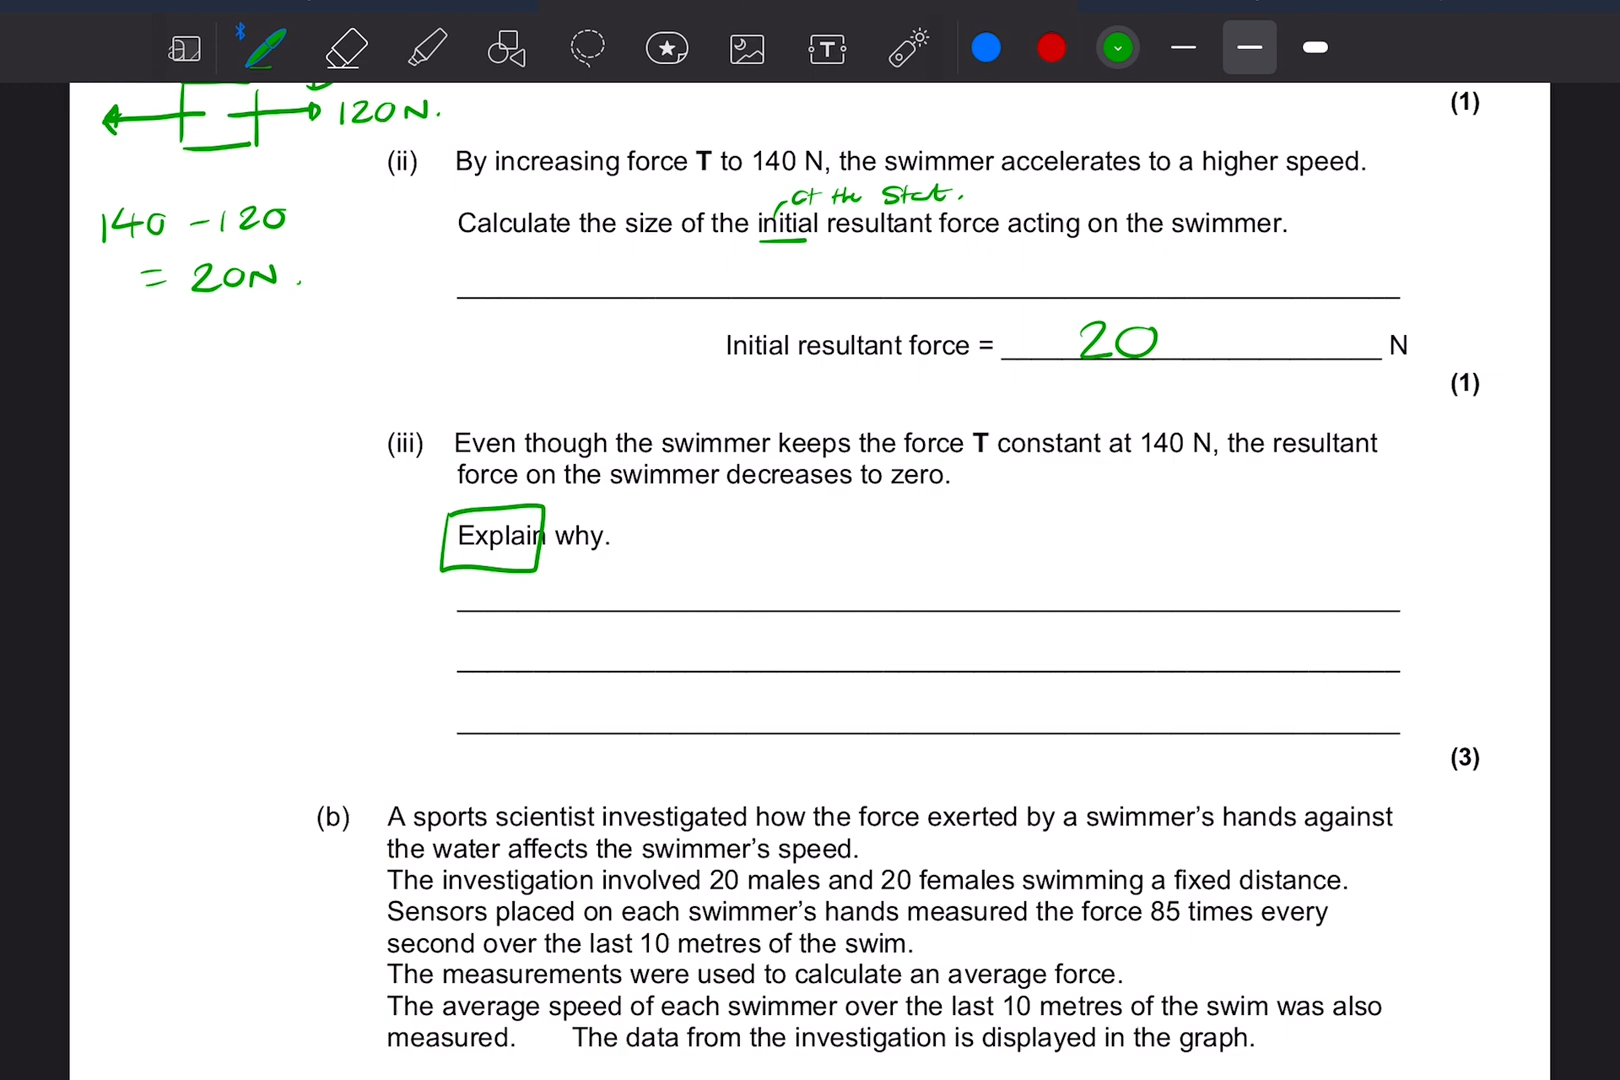 T
(1)
120N.
(ii) By increasing force T to 140 N, the swimmer accelerates to a higher speed.
at the start.
140 - 120
Calculate the size of the initial resultant force acting on the swimmer.
= 20N.
Initial resultant force = 20 N
(1)
(iii) Even though the swimmer keeps the force T constant at 140 N, the resultant
force on the swimmer decreases to zero.
Explain why.
(3)
(b) A sports scientist investigated how the force exerted by a swimmer's hands against
the water affects the swimmer's speed.
The investigation involved 20 males and 20 females swimming a fixed distance.
Sensors placed on each swimmer's hands measured the force 85 times every
second over the last 10 metres of the swim.
The measurements were used to calculate an average force.
The average speed of each swimmer over the last 10 metres of the swim was also
measured. The data from the investigation is displayed in the graph.